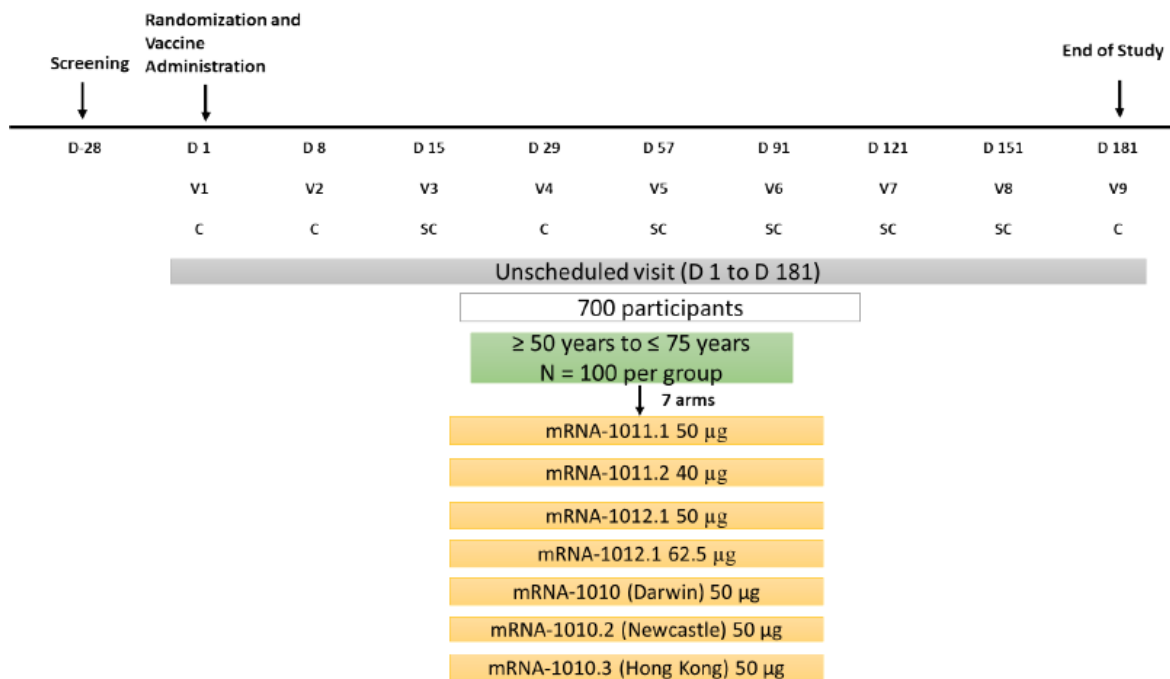 Randomization and
Vaccine
Administration
Screening
End of Study
D-28 D 1 D 8 D 15 D 29 D 57 D 91 D 121 D 151 D 181
V1 V2 V3 V4 V5 V6 V7 V8 V9
C C SC C SC SC SC SC C
Unscheduled visit (D 1 to D 181)
700 participants
≥ 50 years to ≤ 75 years
N = 100 per group
7 arms
mRNA-1011.1 50 µg
mRNA-1011.2 40 µg
mRNA-1012.1 50 µg
mRNA-1012.1 62.5 µg
mRNA-1010 (Darwin) 50 µg
mRNA-1010.2 (Newcastle) 50 µg
mRNA-1010.3 (Hong Kong) 50 µg